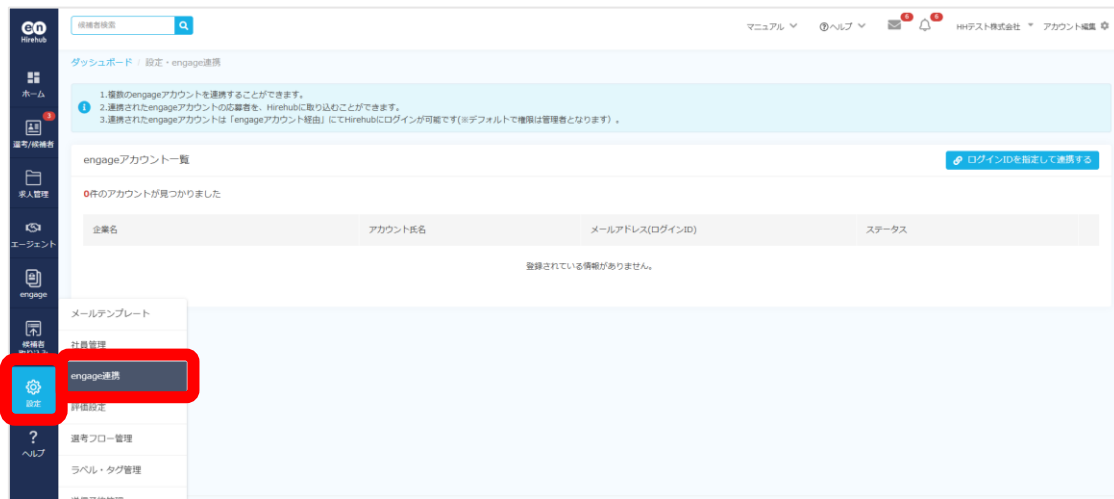 en
Hirehub
候補者検索
マニュアル
?ヘルプ
6
6
HHテスト株式会社
アカウント編集
ダッシュボード / 設定・engage連携
1.複数のengageアカウントを連携することができます。
2.連携されたengageアカウントの応募者を、Hirehubに取り込むことができます。
3.連携されたengageアカウントは「engageアカウント経由」にてHirehubにログインが可能です(※デフォルトで権限は管理者となります）。
engageアカウント一覧
ログインIDを指定して連携する
0件のアカウントが見つかりました
企業名
アカウント氏名
メールアドレス(ログインID)
ステータス
登録されている情報がありません。
ホーム
3
選考/候補者
求人管理
エージェント
engage
候補者
取り込み
設定
?
ヘルプ
メールテンプレート
社員管理
engage連携
評価設定
選考フロー管理
ラベル・タグ管理